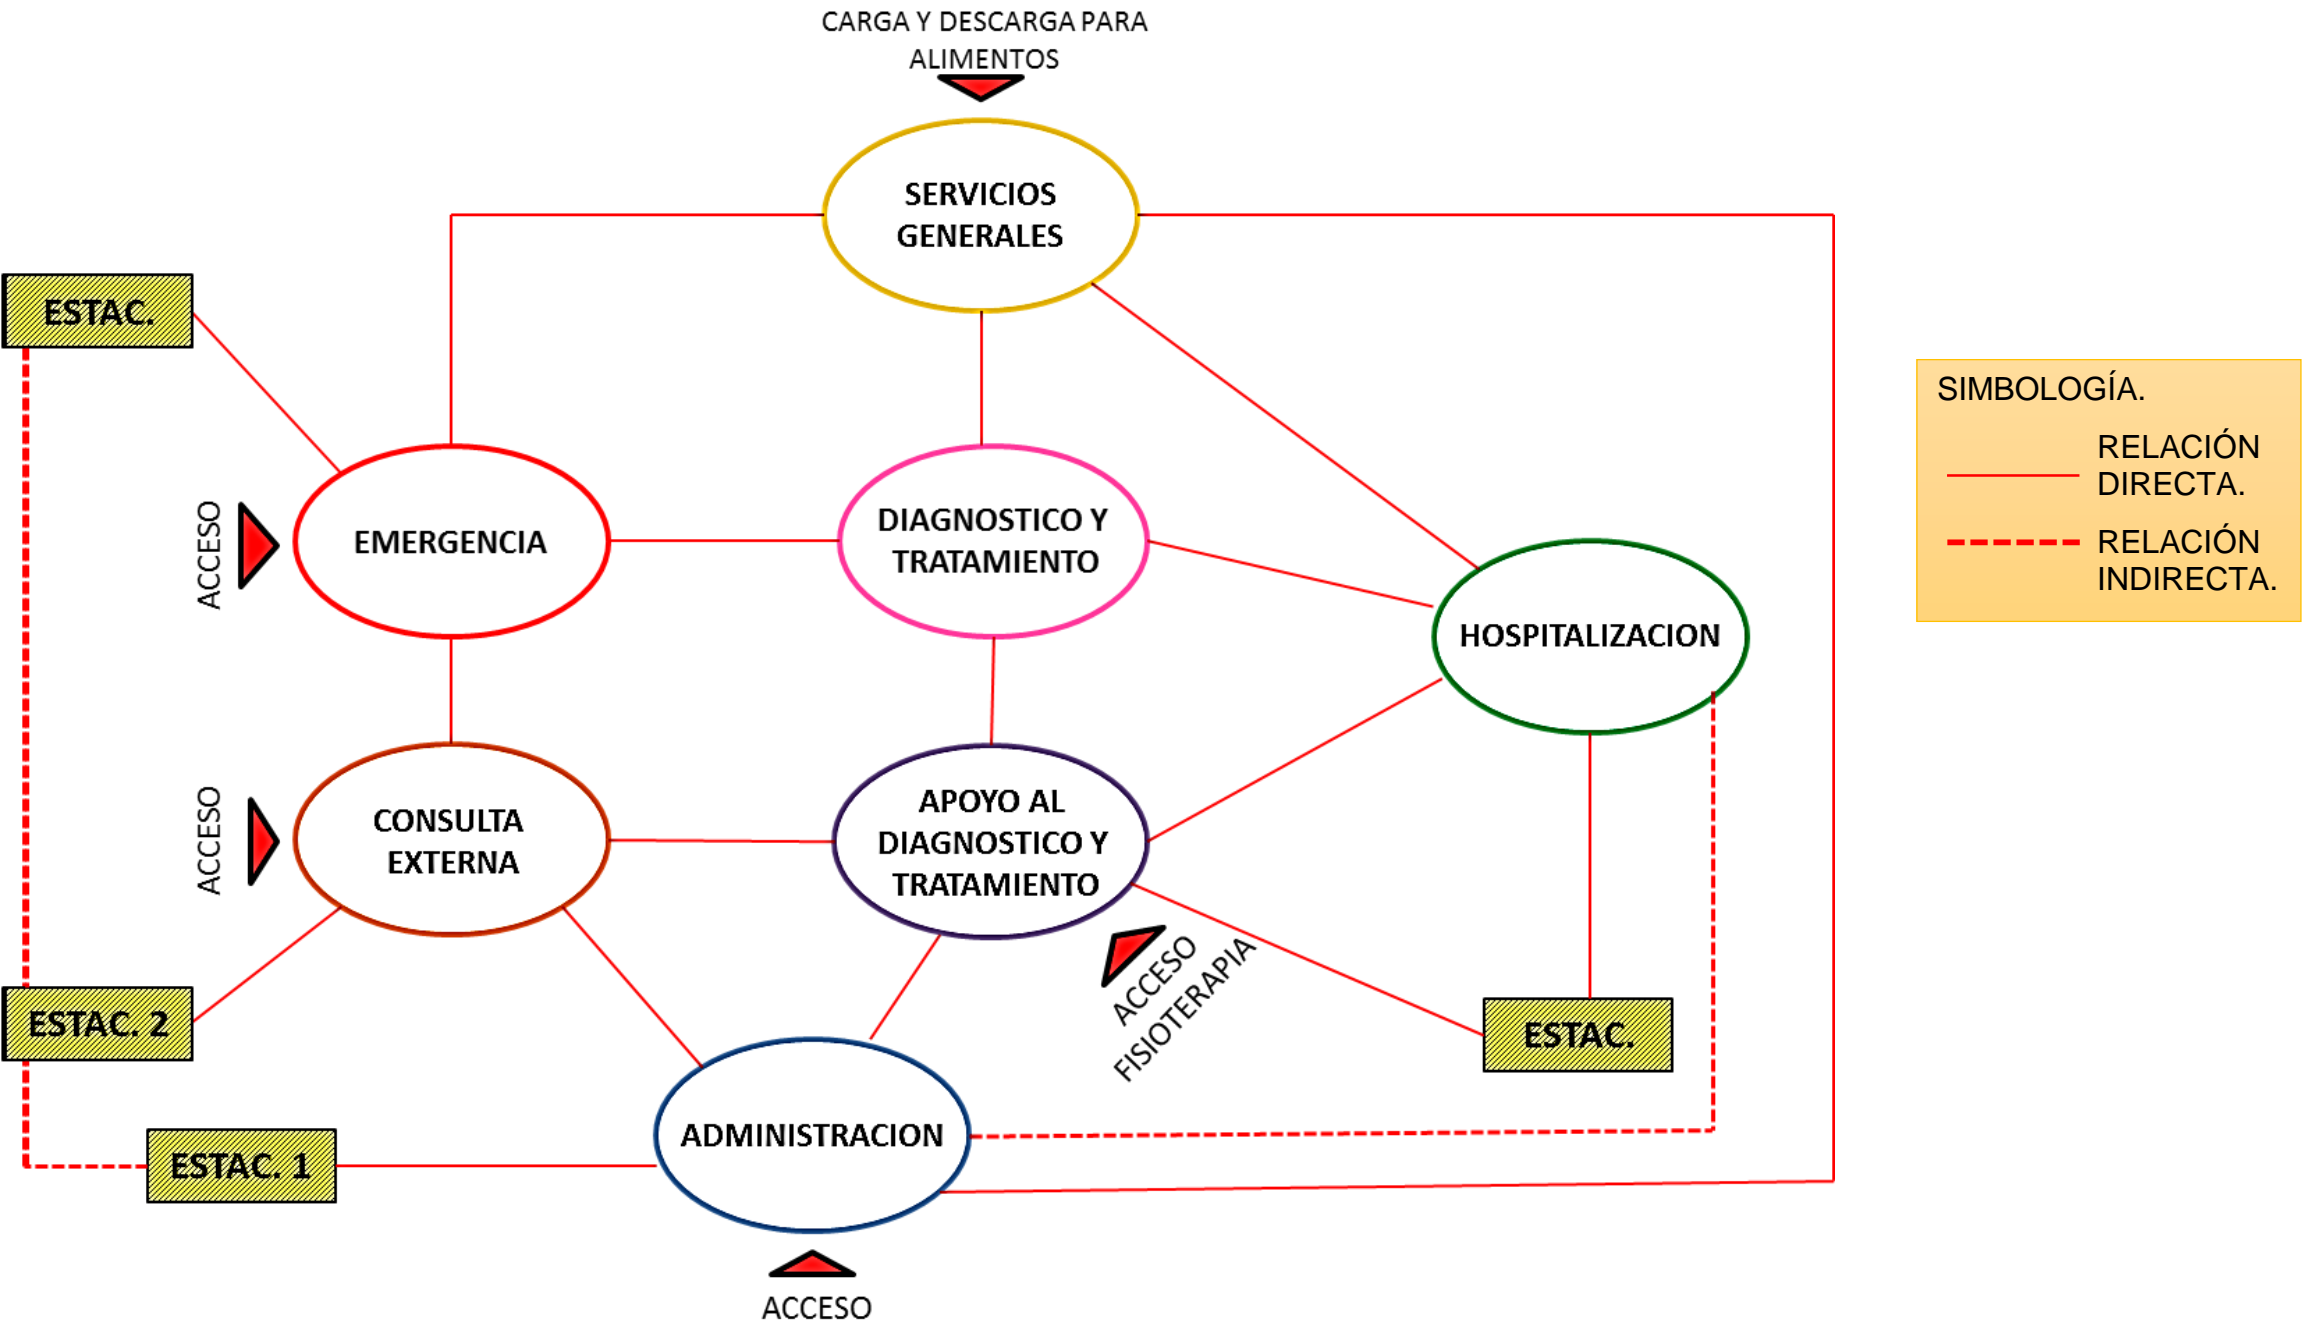 CARGA Y DESCARGA PARA
ALIMENTOS
SERVICIOS
GENERALES
ESTAC.
SIMBOLOGÍA.
RELACIÓN
DIRECTA.
RELACIÓN
INDIRECTA.
ACCESO
EMERGENCIA
DIAGNOSTICO Y
TRATAMIENTO
HOSPITALIZACION
ACCESO
CONSULTA
EXTERNA
APOYO AL
DIAGNOSTICO Y
TRATAMIENTO
ACCESO
FISIOTERAPIA
ESTAC. 2
ESTAC.
ESTAC. 1
ADMINISTRACION
ACCESO